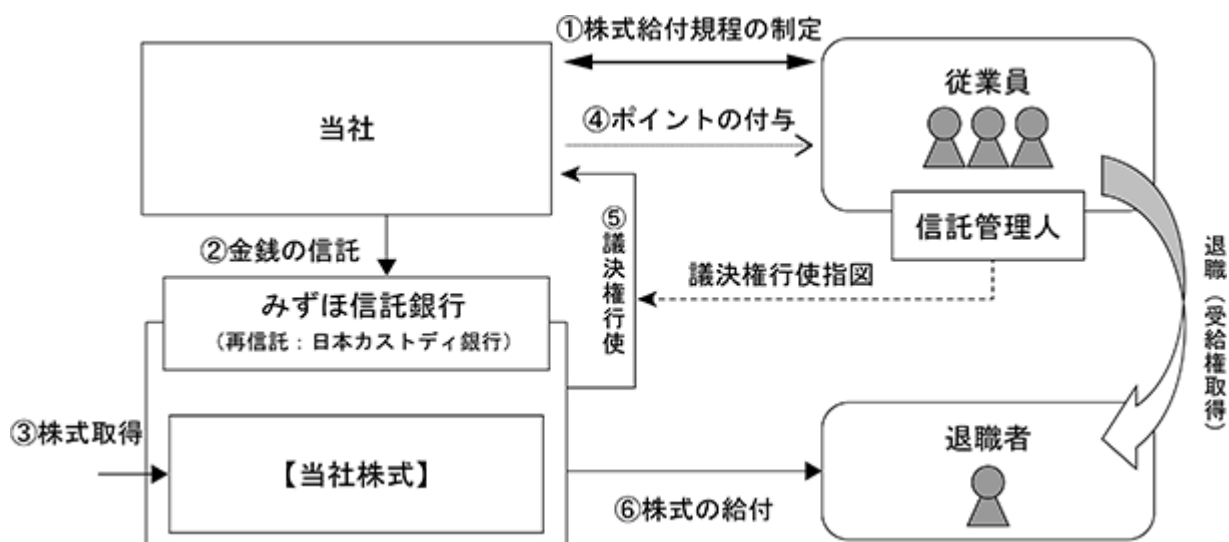 ①株式給付規程の制定
当社
従業員
④ポイントの付与
信託管理人
②金銭の信託
⑤議決権行使
議決権行使指図
退職（受給権取得）
みずほ信託銀行
（再信託：日本カストディ銀行）
③株式取得
【当社株式】
退職者
⑥株式の給付